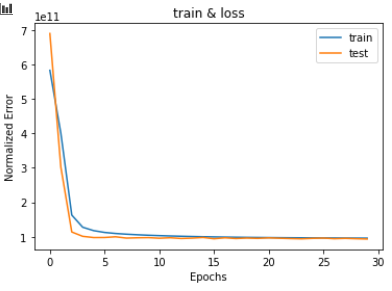 1e11
train & loss
7
6
5
4
3
2
1
Normalized Error
train
test
0 5 10 15 20 25 30
Epochs